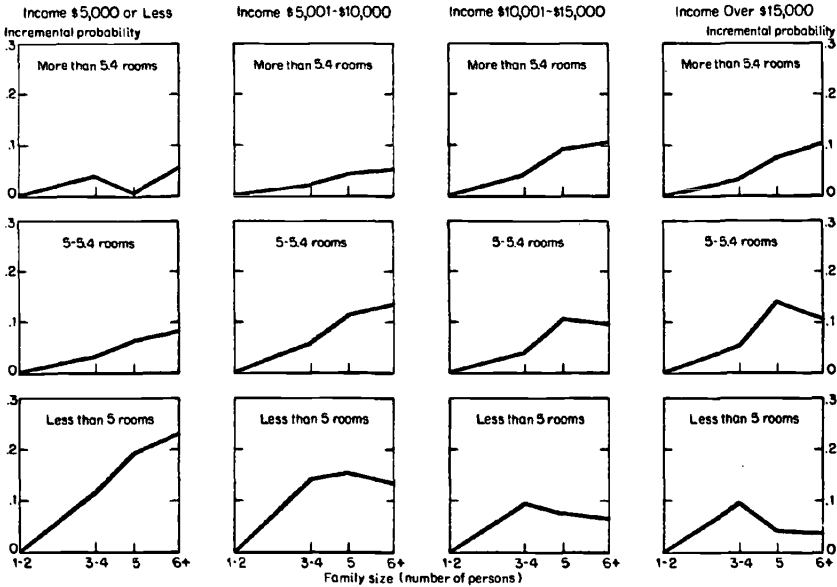 Income $5,000 or Less Income $5,001-$10,000 Income $10,001-$15,000 Income Over $15,000
Incremental probability Incremental probability
.3 .3
More than 5.4 rooms More than 5.4 rooms More than 5.4 rooms More than 5.4 rooms
.2 .2
.1 .1
0 0
.3 .3
5-5.4 rooms 5-5.4 rooms 5-5.4 rooms 5-5.4 rooms
.2 .2
.1 .1
0 0
.3 .3
Less than 5 rooms Less than 5 rooms Less than 5 rooms Less than 5 rooms
.2 .2
.1 .1
0 0
1-2 3-4 5 6+ 1-2 3-4 5 6+ 1-2 3-4 5 6+ 1-2 3-4 5 6+
Family size (number of persons)